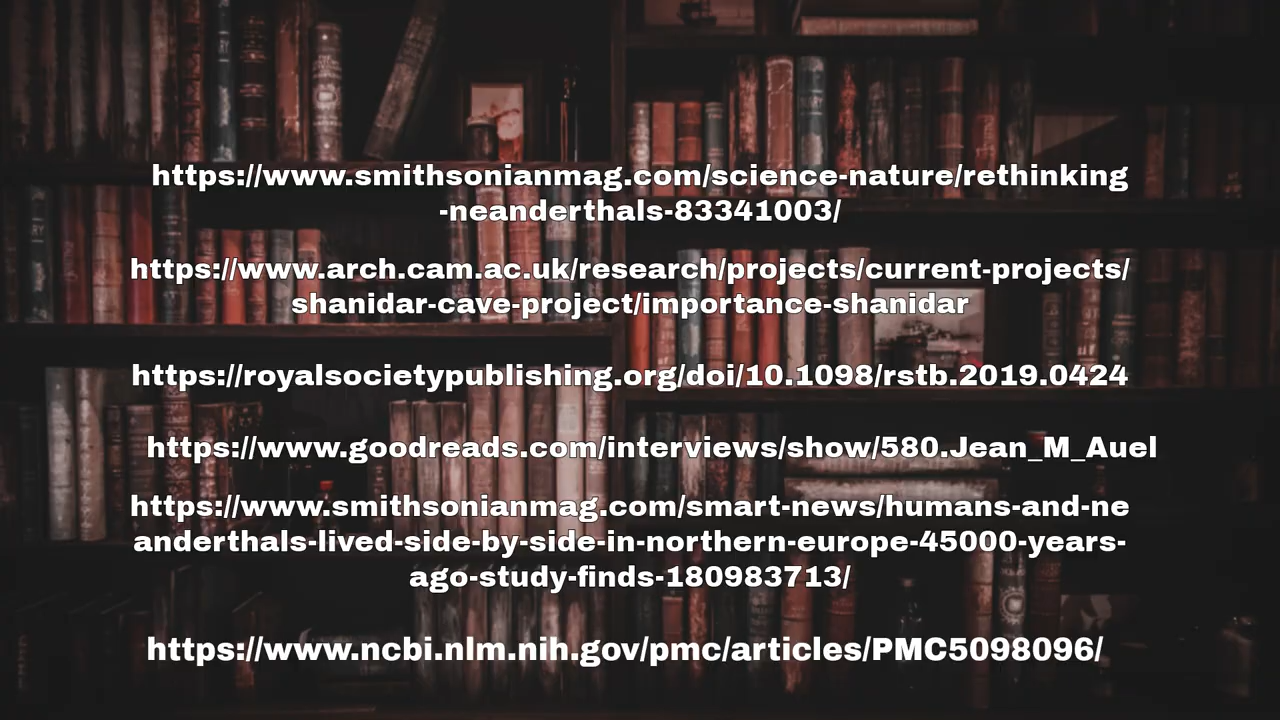 https://www.smithsonianmag.com/science-nature/rethinking
-neanderthals-83341003/
https://www.arch.cam.ac.uk/research/projects/current-projects/
shanidar-cave-project/importance-shanidar
https://royalsocietypublishing.org/doi/10.1098/rstb.2019.0424
https://www.goodreads.com/interviews/show/580.Jean_M_Auel
https://www.smithsonianmag.com/smart-news/humans-and-ne
anderthals-lived-side-by-side-in-northern-europe-45000-years-
ago-study-finds-180983713/
https://www.ncbi.nlm.nih.gov/pmc/articles/PMC5098096/